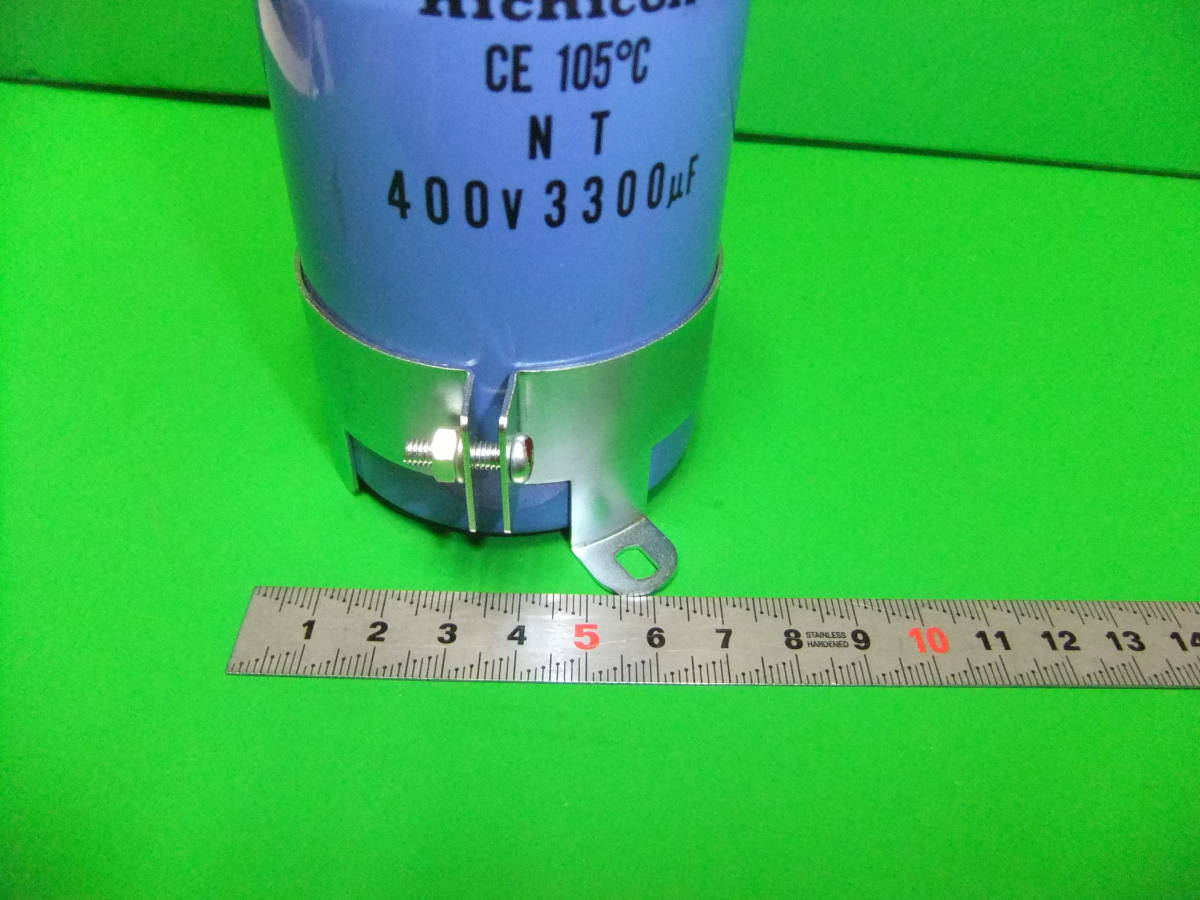 nichicon
CE 105°C
N T
400V 3300μF
1 2 3 4 5 6 7 8 STAINLESS HARDENED 9 10 11 12 13 14